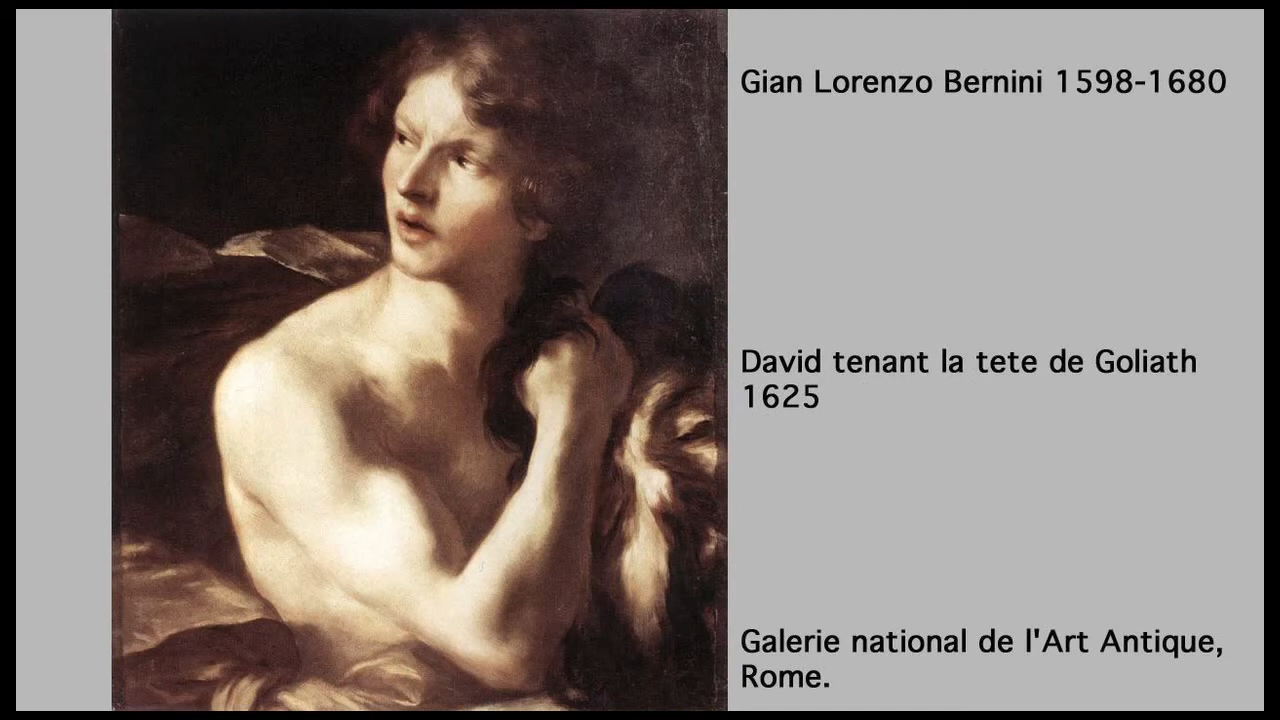 Gian Lorenzo Bernini 1598-1680
David tenant la tete de Goliath
1625
Galerie national de l'Art Antique,
Rome.